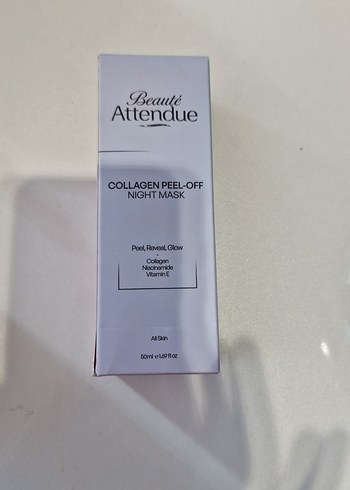 Beauté
Attendue
COLLAGEN PEEL-OFF
NIGHT MASK
Peel, Reveal, Glow
Collagen
Niacinamide
Vitamin E
All Skin
50ml e 1.69 fl oz